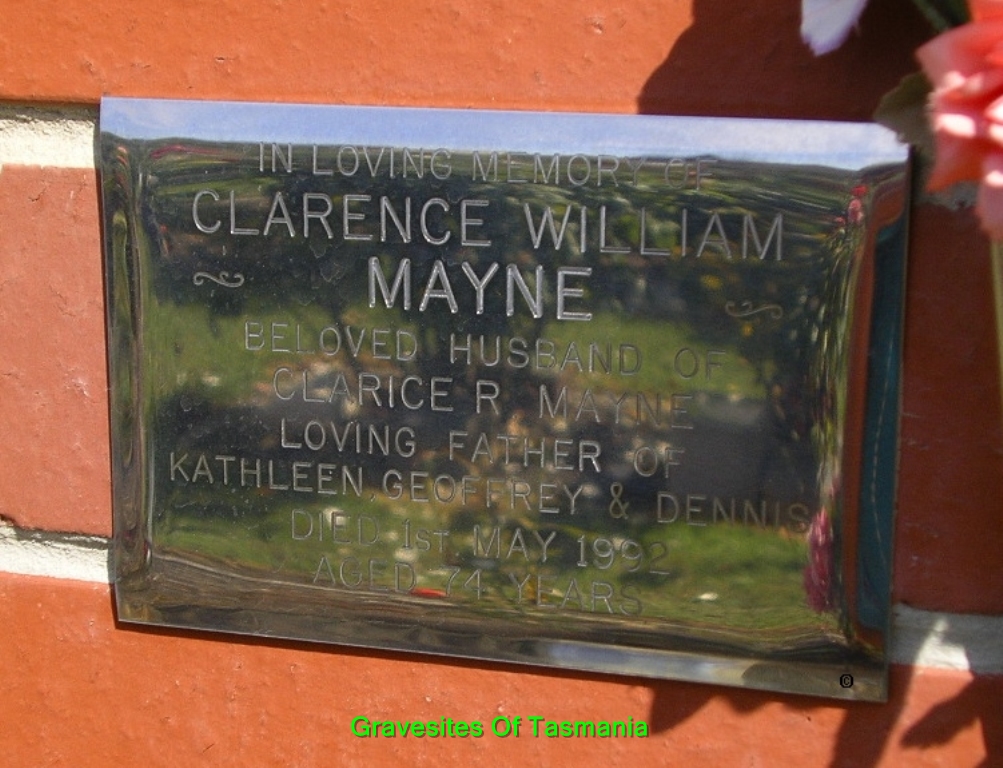 IN LOVING MEMORY OF
CLARENCE WILLIAM
MAYNE
BELOVED HUSBAND OF
CLARICE R MAYNE
LOVING FATHER OF
KATHLEEN, GEOFFREY & DENNIS
DIED 1st. MAY 1992
AGED 74 YEARS
©
Gravesites Of Tasmania